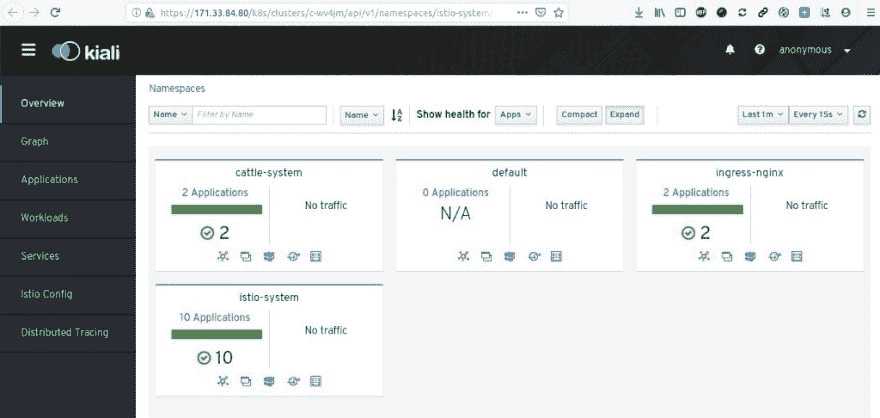 https://171.33.84.80/k8s/clusters/c-wv4jm/api/v1/namespaces/istio-system
kiali
anonymous
Overview
Graph
Applications
Workloads
Services
Istio Config
Distributed Tracing
Namespaces
Name Filter by Name Name Show health for Apps Compact Expand Last 1m Every 15s
cattle-system
2 Applications
No traffic
2
default
0 Applications
No traffic
N/A
ingress-nginx
2 Applications
No traffic
2
istio-system
10 Applications
No traffic
10